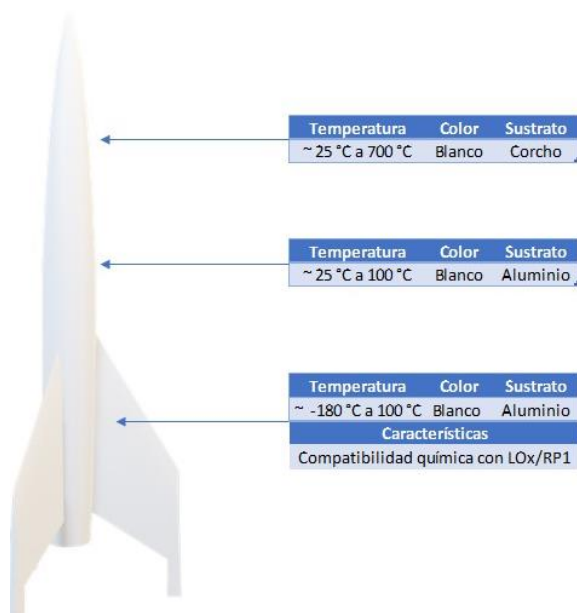 Temperatura Color Sustrato
~ 25 °C a 700 °C Blanco Corcho
Temperatura Color Sustrato
~ 25 °C a 100 °C Blanco Aluminio
Temperatura Color Sustrato
~ -180 °C a 100 °C Blanco Aluminio
Características
Compatibilidad química con LOx/RP1